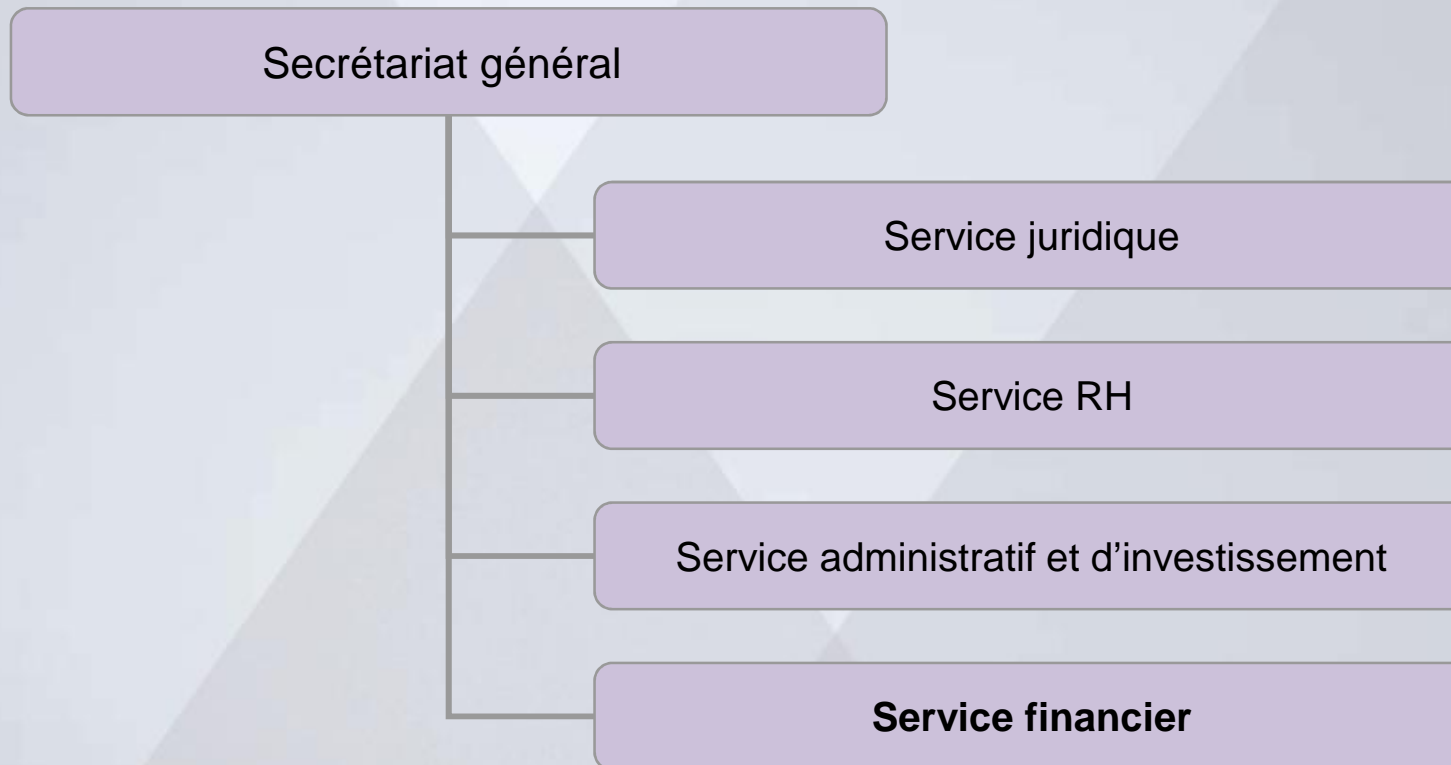 Secrétariat général
Service juridique
Service RH
Service administratif et d’investissement
Service financier